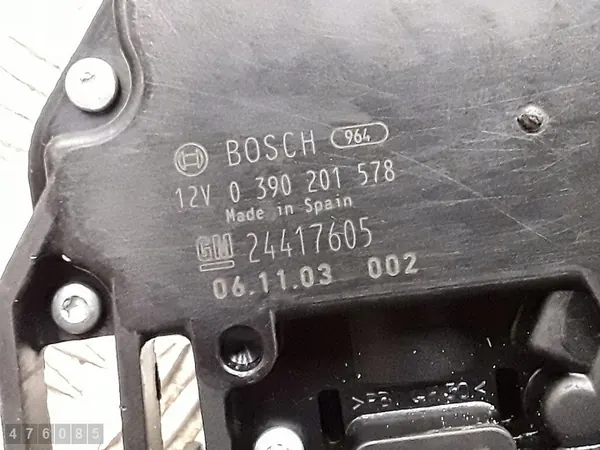 BOSCH 964
12V 0 390 201 578
Made in Spain
GM 24417605
06.11.03 002
476085